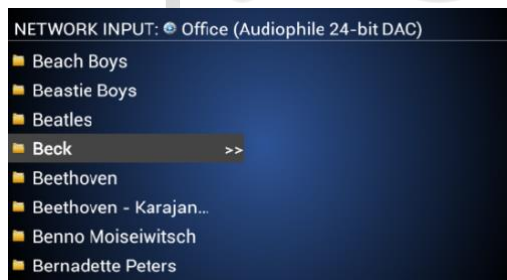 NETWORK INPUT: Office (Audiophile 24-bit DAC)
Beach Boys
Beastie Boys
Beatles
Beck >>
Beethoven
Beethoven - Karajan...
Benno Moiseiwitsch
Bernadette Peters